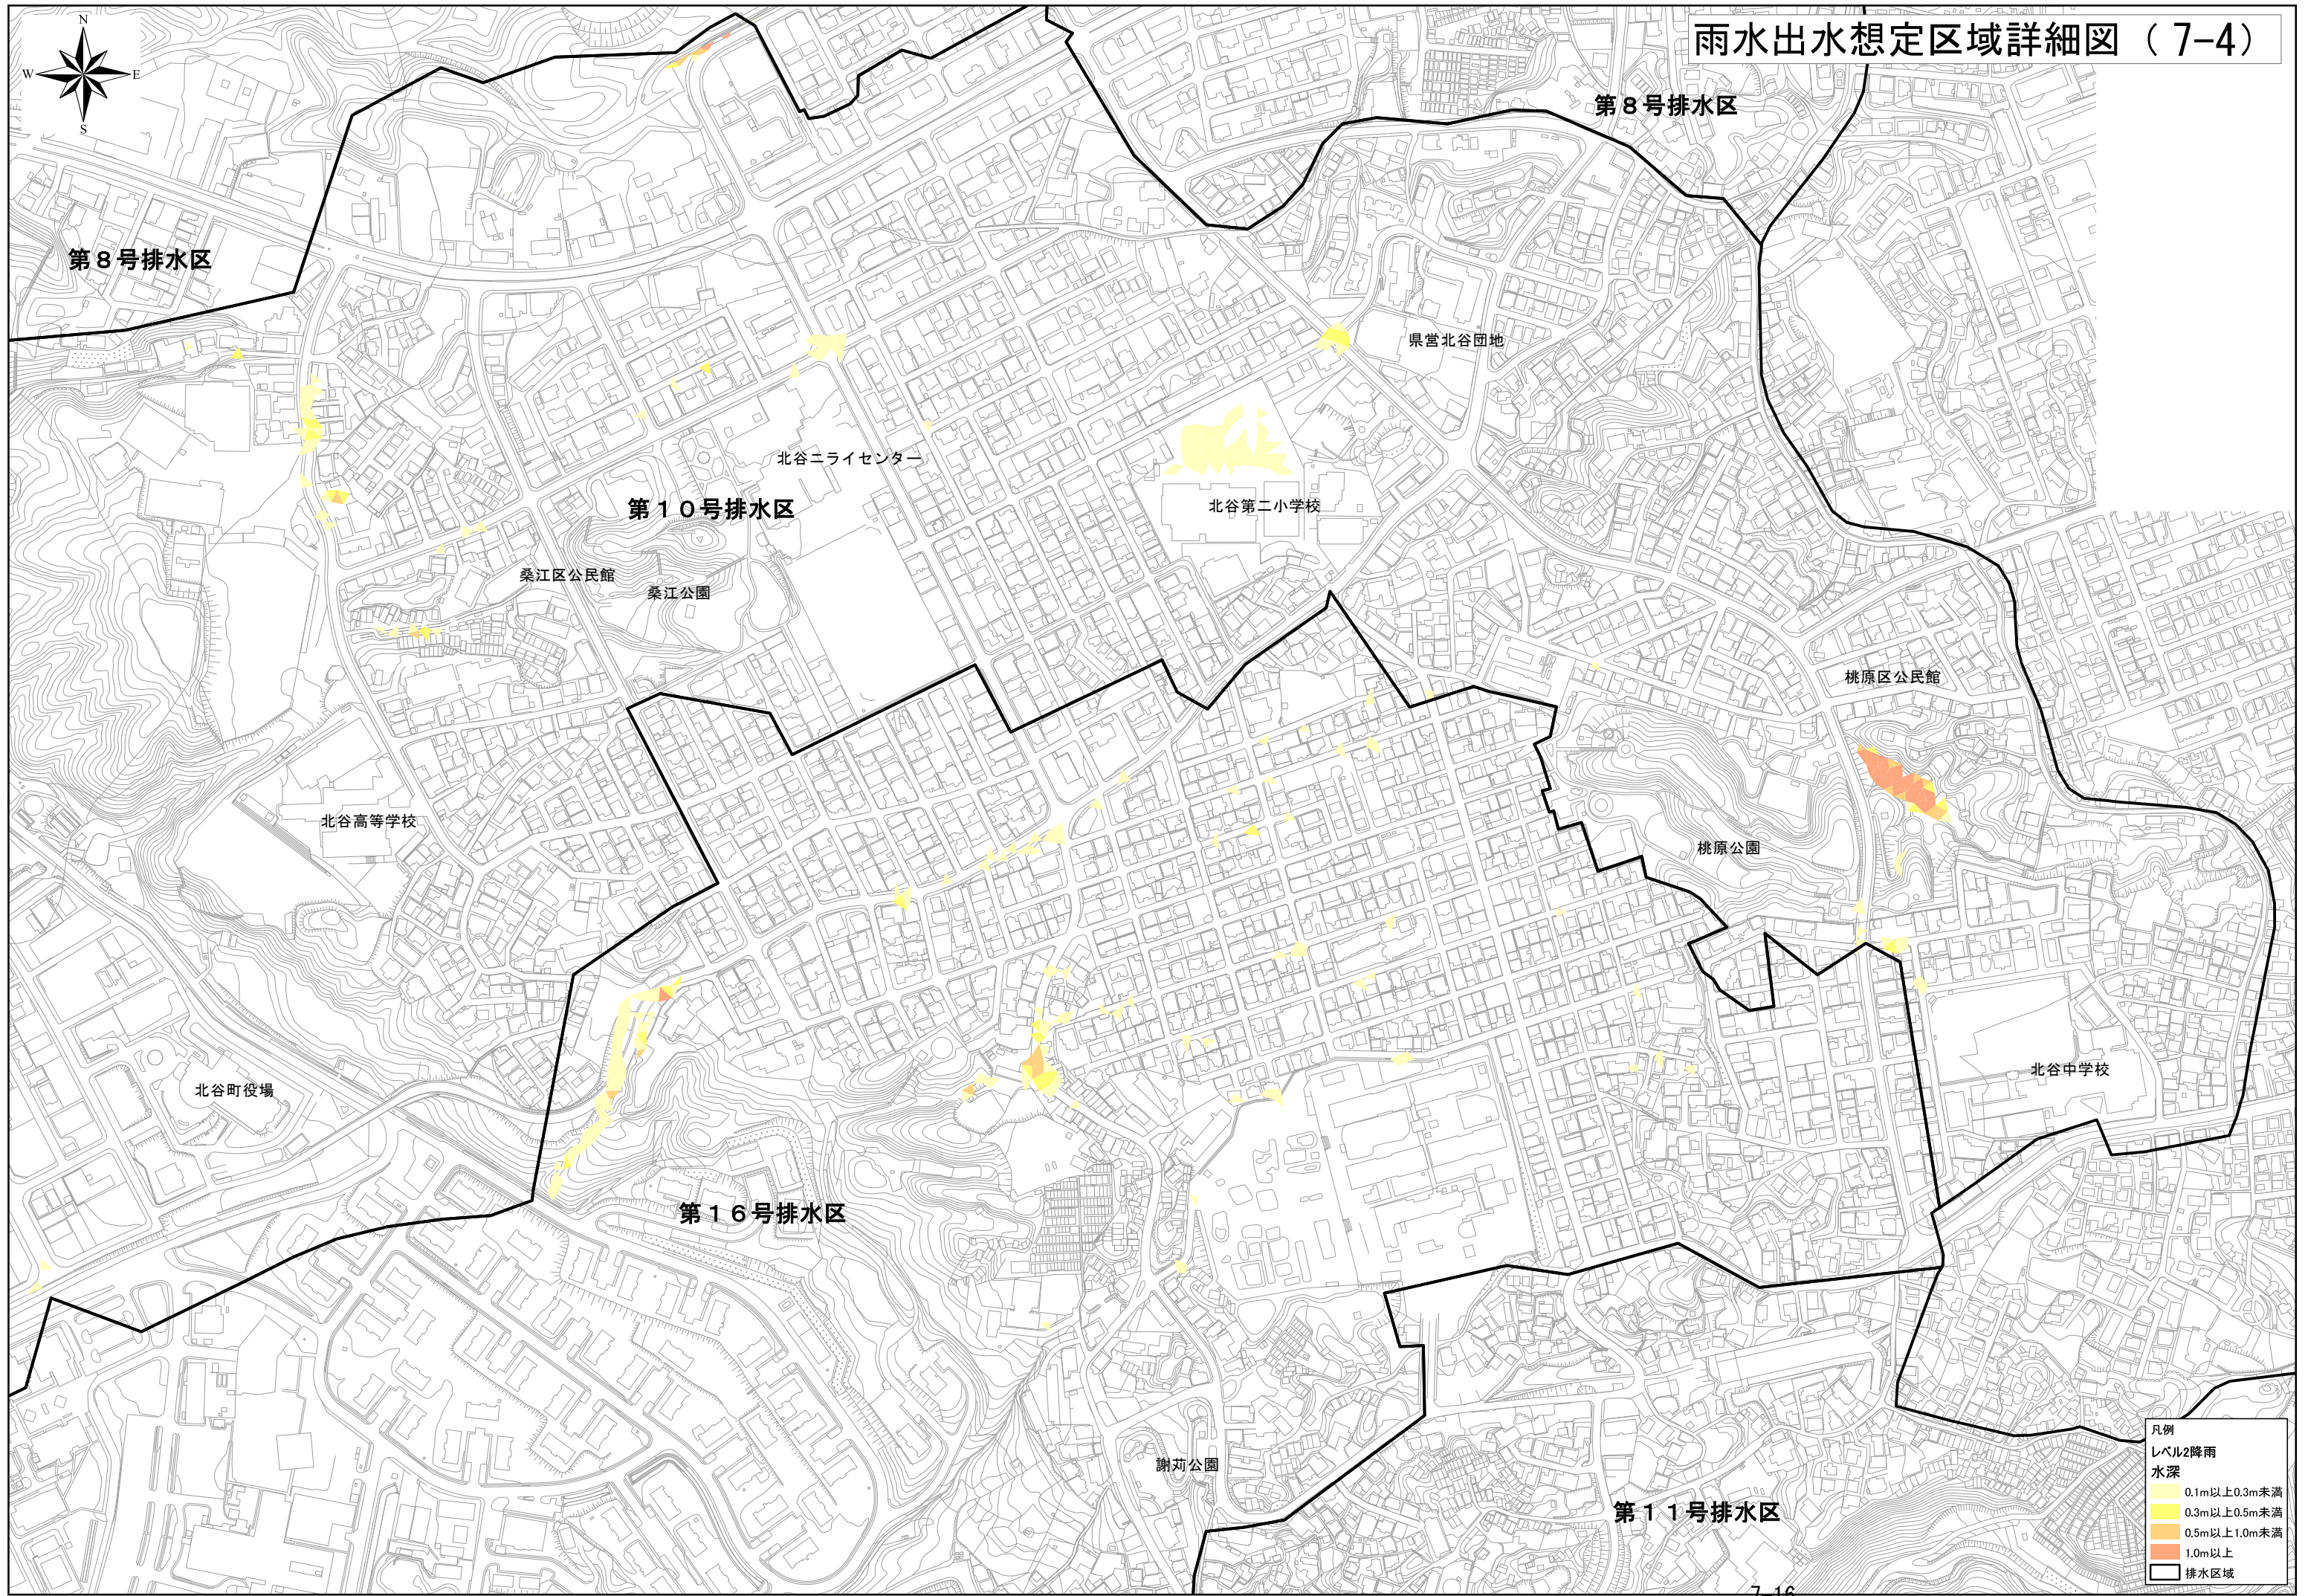 雨水出水想定区域詳細図（7-4）
N
W
E
S
第８号排水区
第８号排水区
県営北谷団地
北谷ニライセンター
第１０号排水区
北谷第二小学校
桑江区公民館
桑江公園
桃原区公民館
北谷高等学校
桃原公園
北谷町役場
北谷中学校
第１６号排水区
謝苅公園
第１１号排水区
凡例
レベル2降雨
水深
0.1m以上0.3m未満
0.3m以上0.5m未満
0.5m以上1.0m未満
1.0m以上
排水区域
7-16